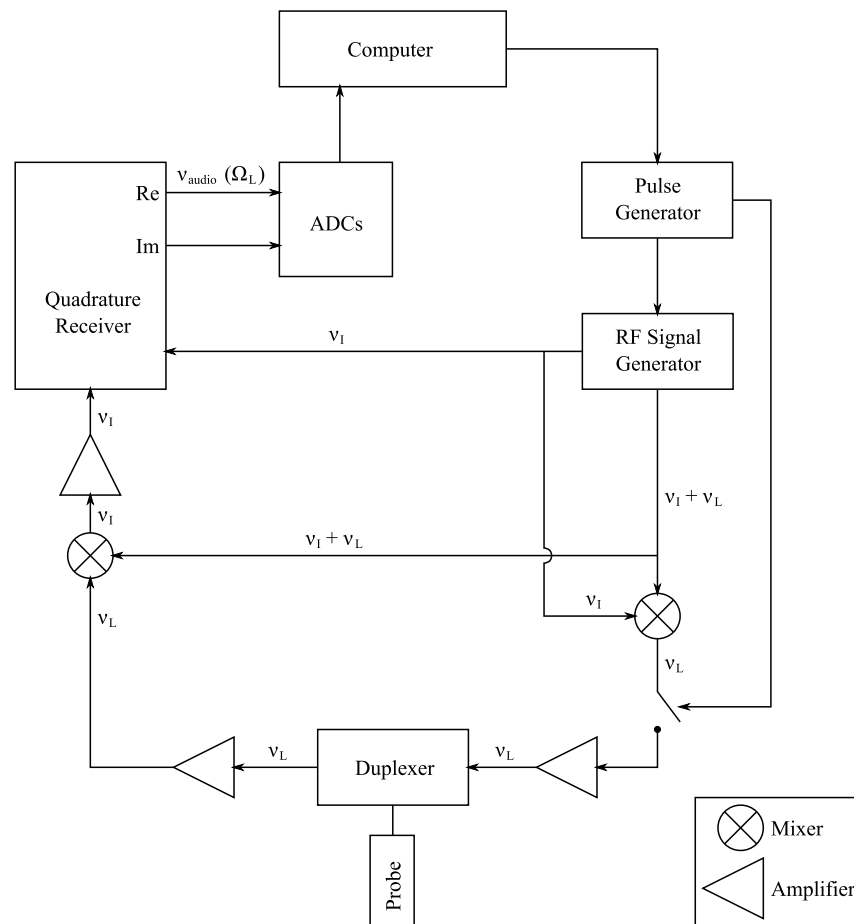 Computer
ν_audio (Ω_L)
Re
Im
ADCs
Pulse
Generator
Quadrature
Receiver
ν_I
RF Signal
Generator
ν_I
ν_I
ν_I + ν_L
ν_I + ν_L
ν_I
ν_L
ν_L
ν_L
Duplexer
ν_L
Probe
Mixer
Amplifier